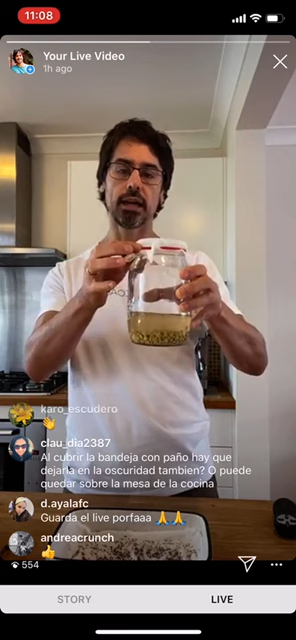 11:08
Your Live Video
1h ago
karo_escudero
👋
clau_dia2387
Al cubrir la bandeja con paño hay que
dejarla en la oscuridad tambien? O puede
quedar sobre la mesa de la cocina
d.ayalafc
Guarda el live porfaaa 🙏 🙏
andreacrunch
👍
554
STORY
LIVE